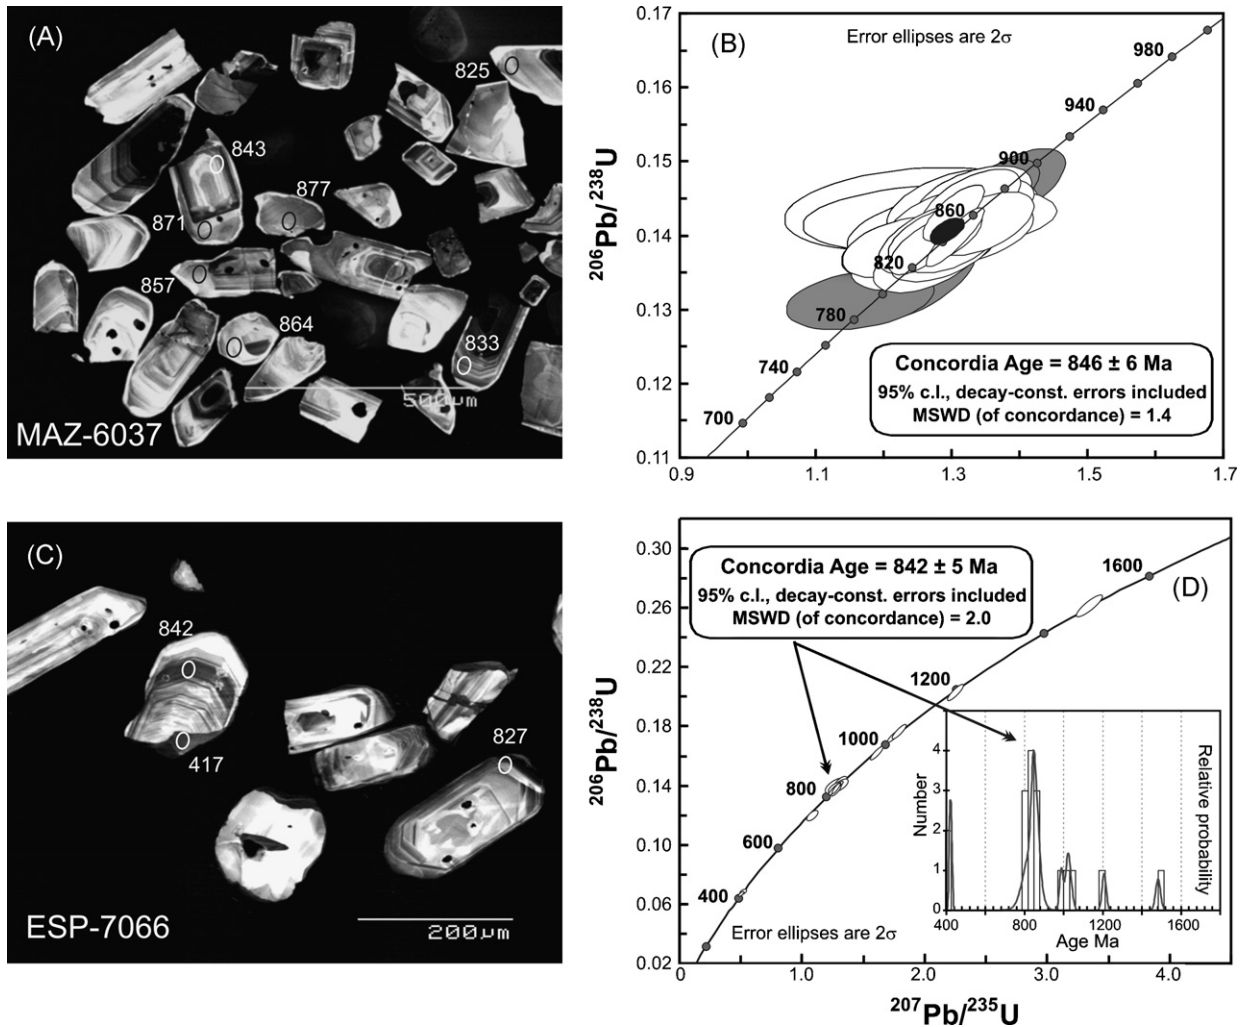 (A)
825
843
877
871
857
864
833
500µm
MAZ-6037
(B)
Error ellipses are 2σ
206Pb/238U
0.17
0.16
0.15
0.14
0.13
0.12
0.11
0.9
1.1
1.3
1.5
1.7
980
940
900
860
820
780
740
700
Concordia Age = 846 ± 6 Ma
95% c.l., decay-const. errors included
MSWD (of concordance) = 1.4
(C)
842
417
827
ESP-7066
200µm
(D)
Concordia Age = 842 ± 5 Ma
95% c.l., decay-const. errors included
MSWD (of concordance) = 2.0
206Pb/238U
0.30
0.26
0.22
0.18
0.14
0.10
0.06
0.02
0
1.0
2.0
3.0
4.0
1600
1200
1000
800
600
400
Error ellipses are 2σ
Number
4
3
2
1
0
400
800
1200
1600
Age Ma
Relative probability
207Pb/235U